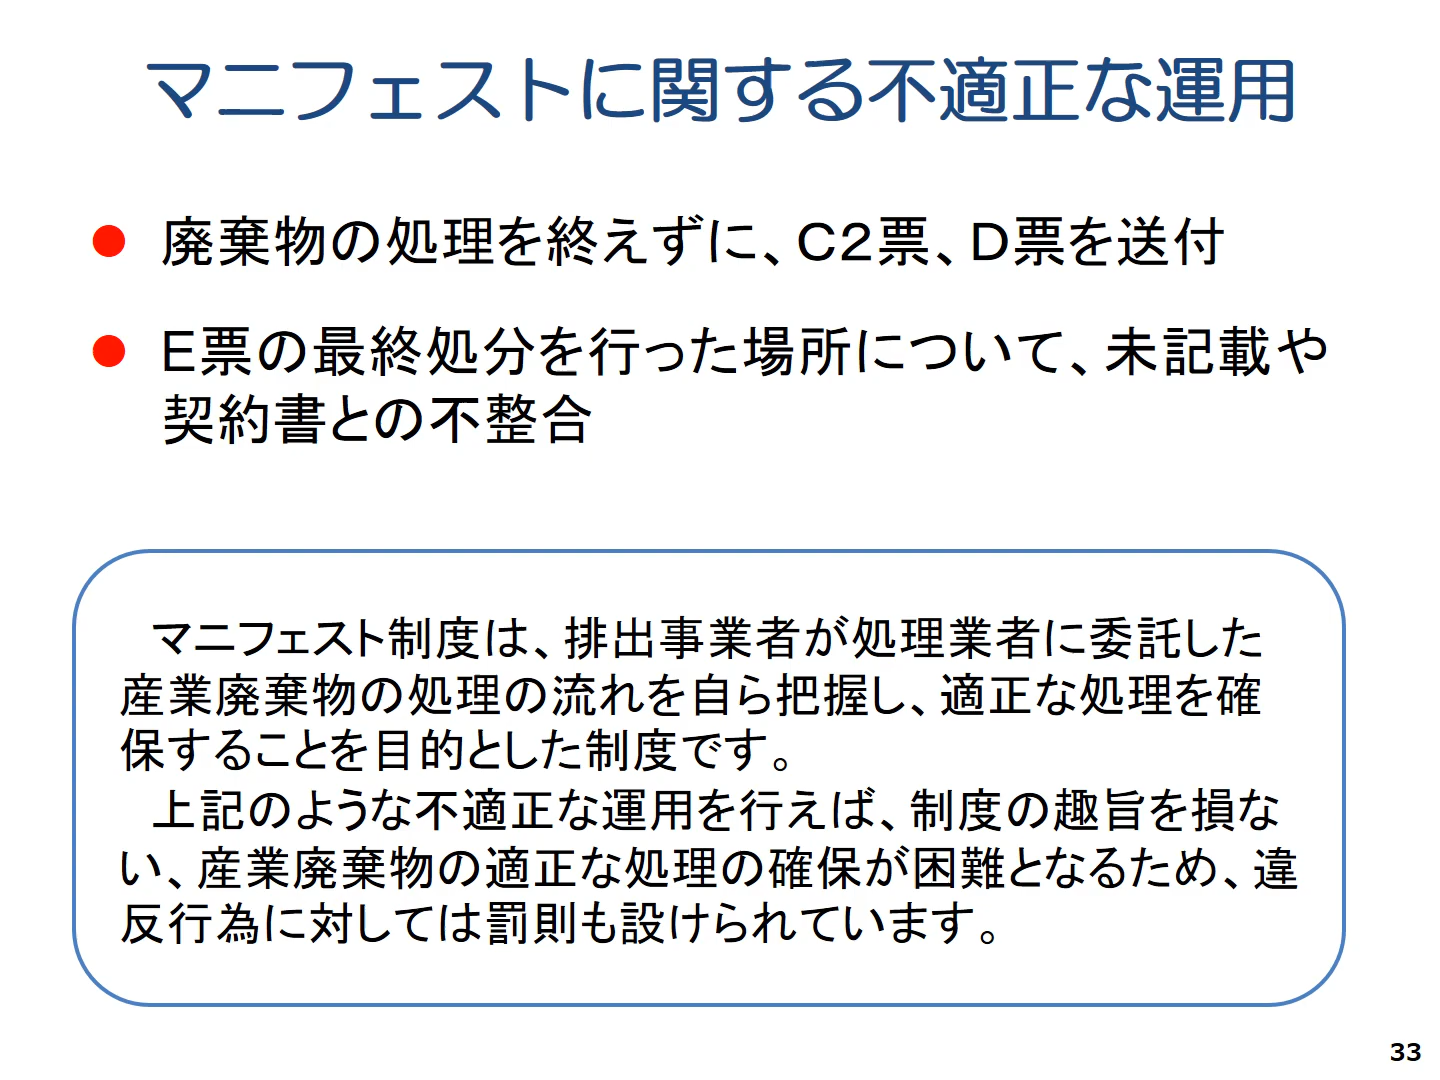 マニフェストに関する不適正な運用
● 廃棄物の処理を終えずに、C2票、D票を送付
● E票の最終処分を行った場所について、未記載や
契約書との不整合
マニフェスト制度は、排出事業者が処理業者に委託した
産業廃棄物の処理の流れを自ら把握し、適正な処理を確
保することを目的とした制度です。
上記のような不適正な運用を行えば、制度の趣旨を損な
い、産業廃棄物の適正な処理の確保が困難となるため、違
反行為に対しては罰則も設けられています。
33